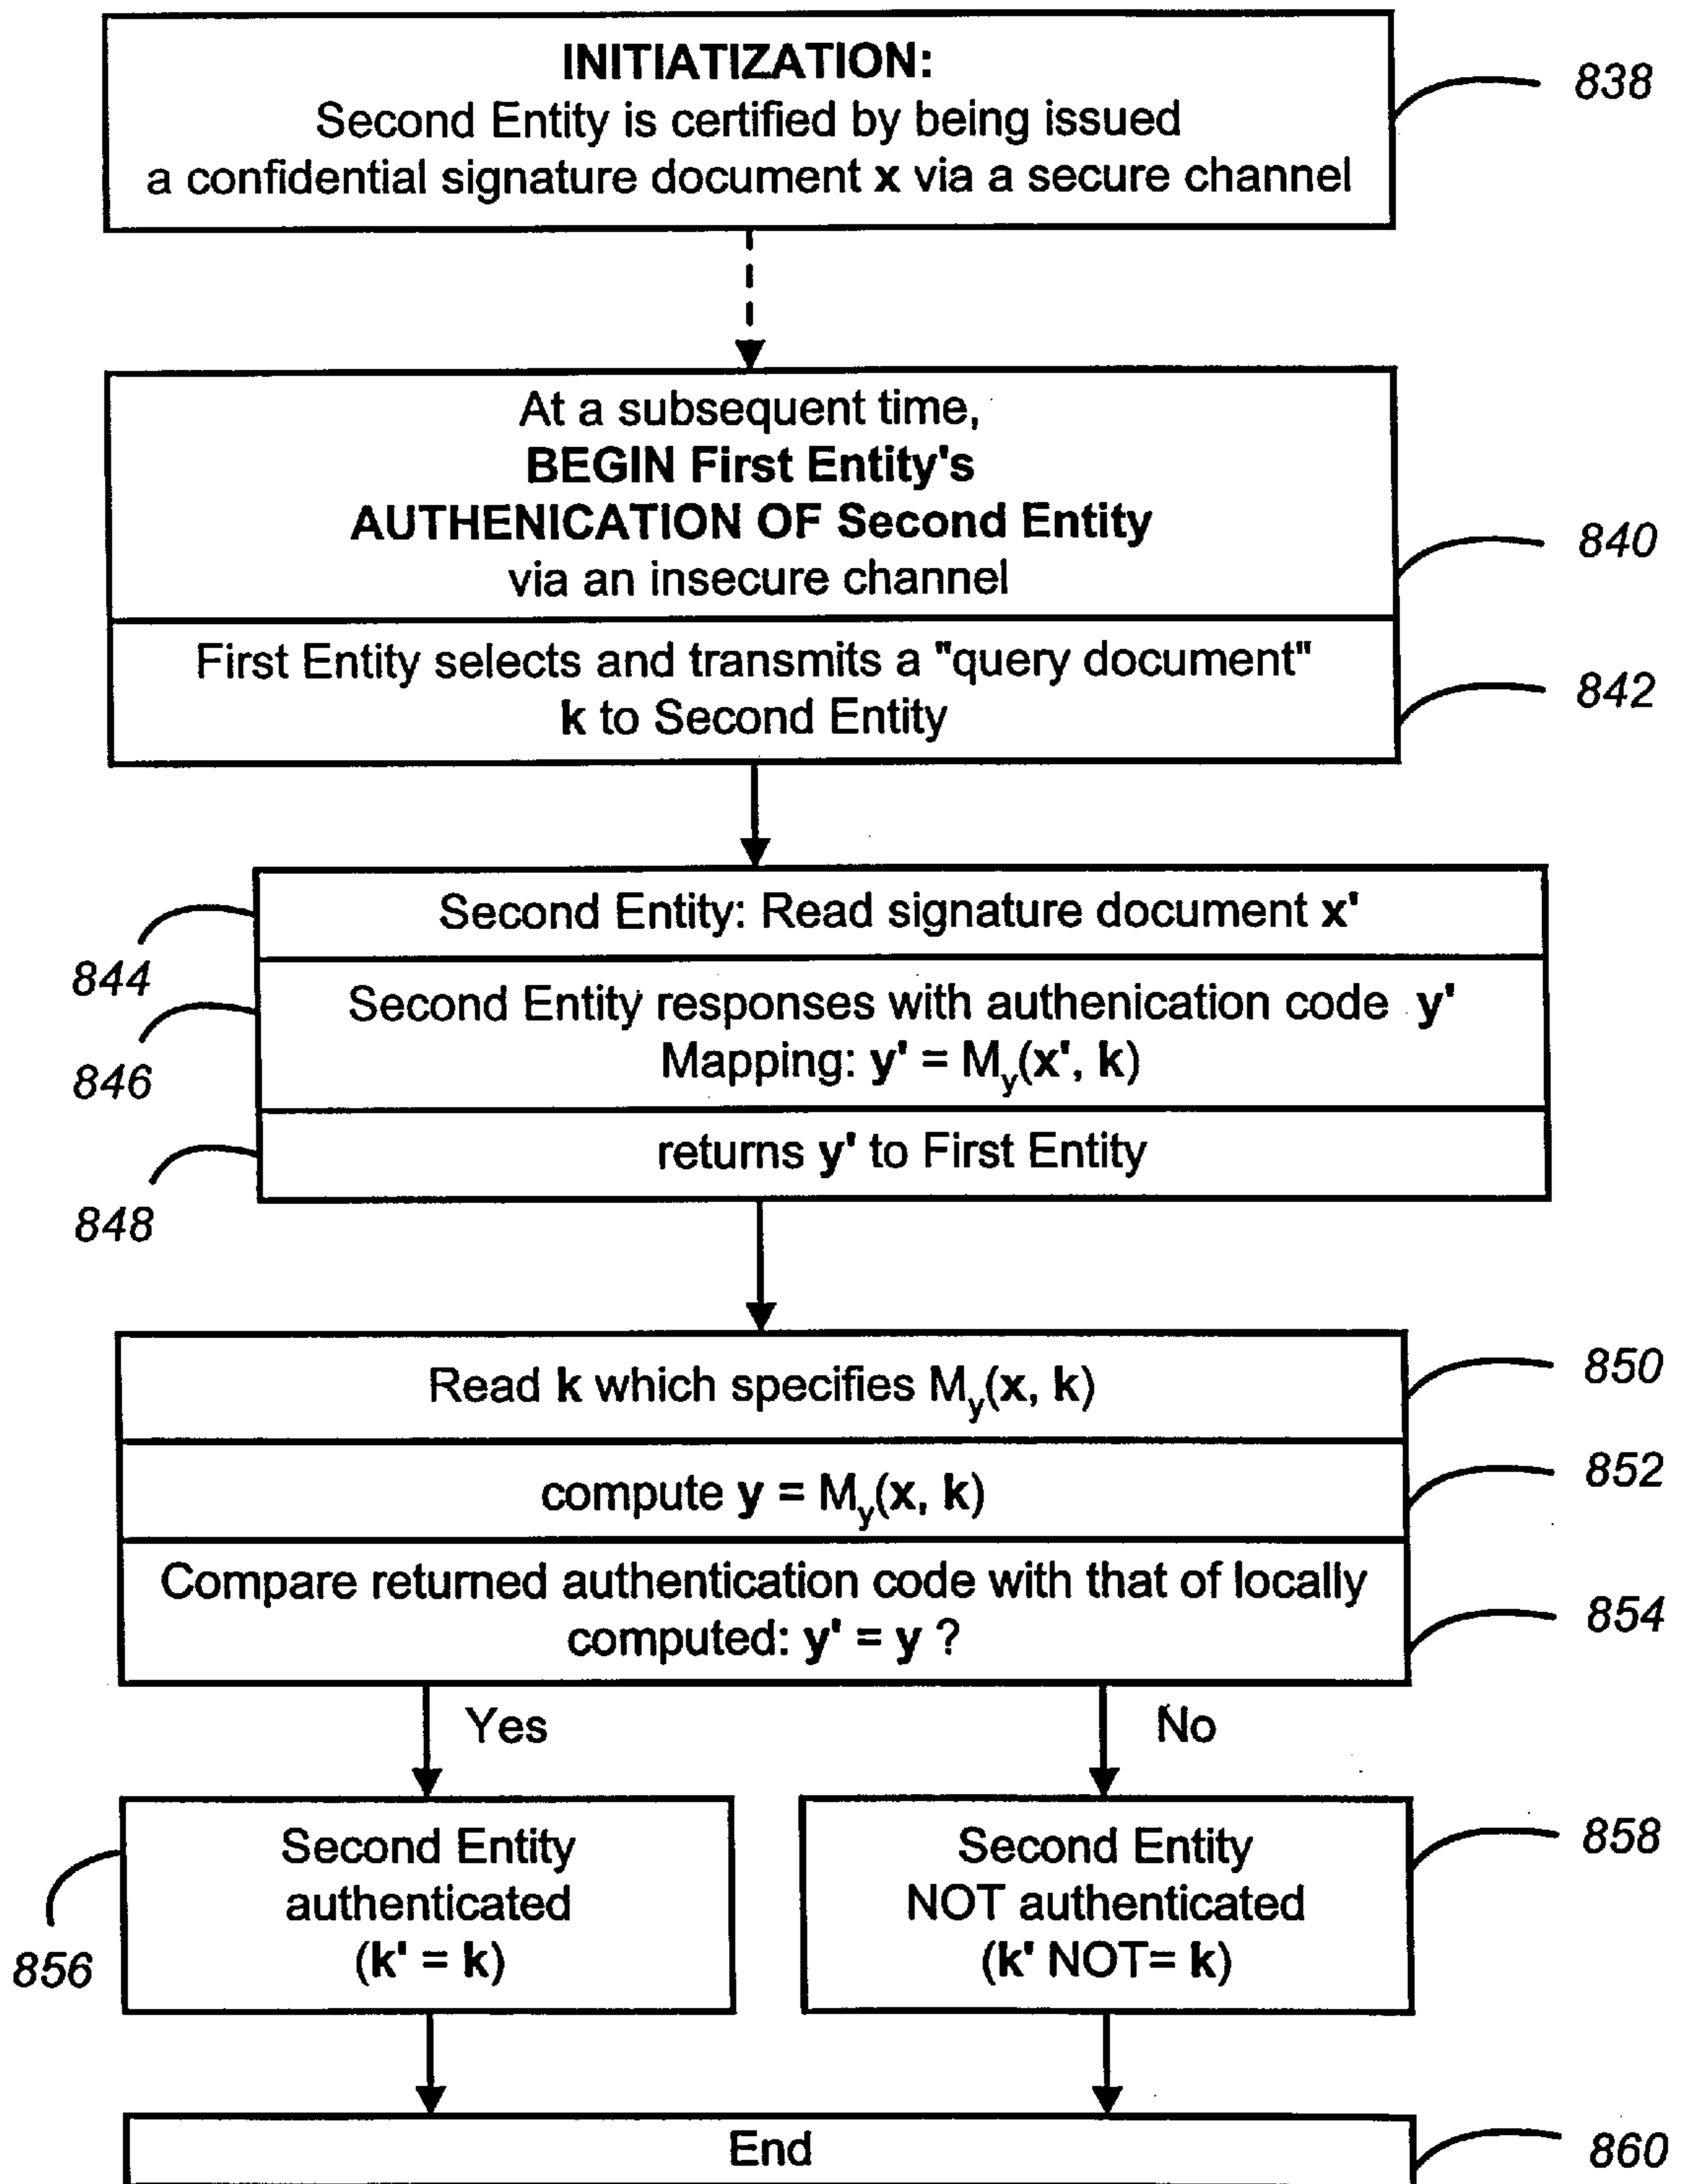 INITIATIZATION:
Second Entity is certified by being issued
a confidential signature document x via a secure channel
838
At a subsequent time,
BEGIN First Entity's
AUTHENICATION OF Second Entity
via an insecure channel
840
First Entity selects and transmits a "query document"
k to Second Entity
842
Second Entity: Read signature document x'
844
Second Entity responses with authenication code y'
Mapping: y' = My(x', k)
846
returns y' to First Entity
848
Read k which specifies My(x, k)
850
compute y = My(x, k)
852
Compare returned authentication code with that of locally
computed: y' = y ?
854
Yes
No
Second Entity
authenticated
(k' = k)
856
Second Entity
NOT authenticated
(k' NOT= k)
858
End
860